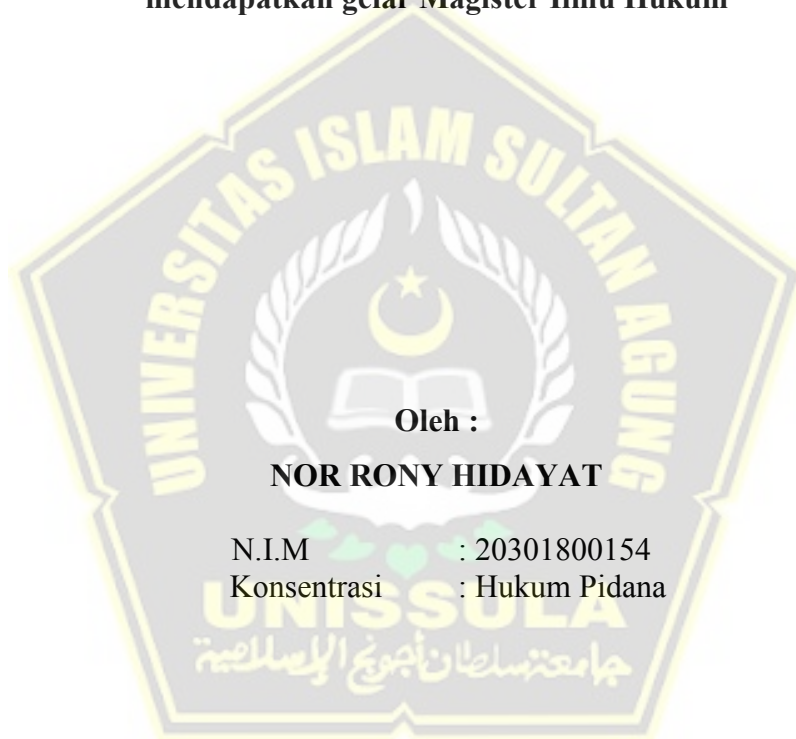 mendapatkan gelar Magister Ilmu Hukum
UNIVERSITAS ISLAM SULTAN AGUNG
Oleh :
NOR RONY HIDAYAT
N.I.M : 20301800154
Konsentrasi : Hukum Pidana
UNISSULA
جامعة سلطان أجونج الإسلامية